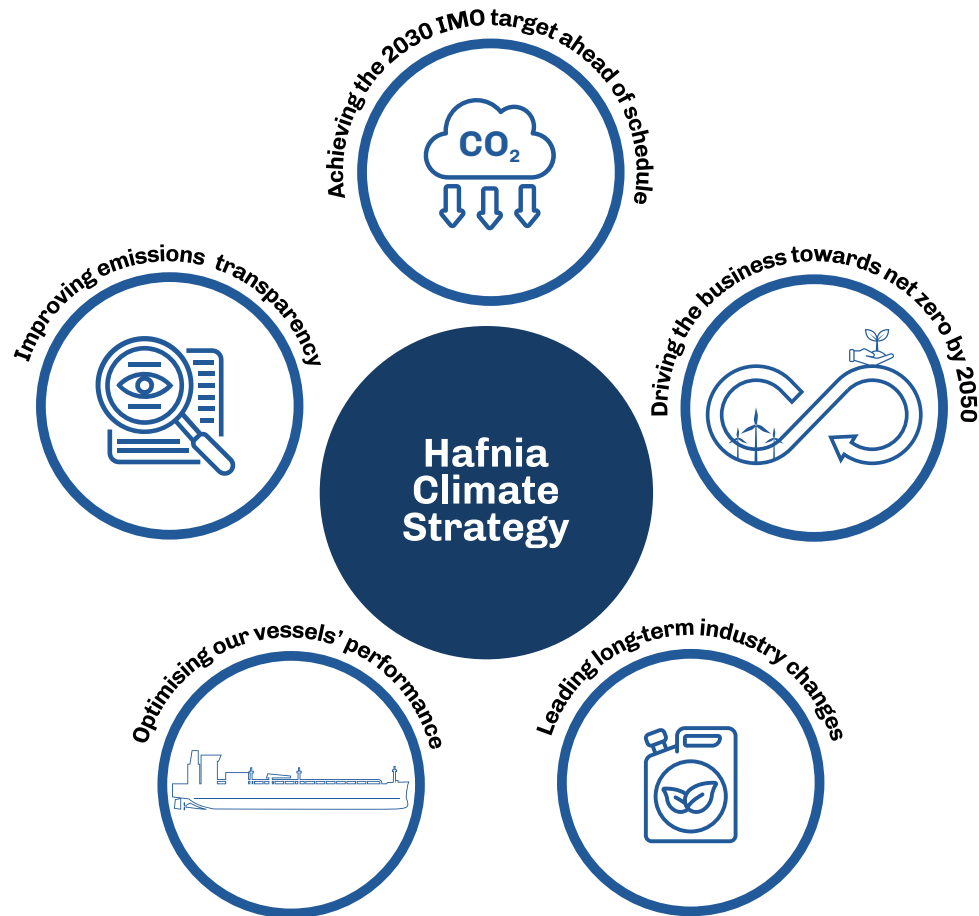 Achieving the 2030 IMO target ahead of schedule
CO₂
Improving emissions transparency
Driving the business towards net zero by 2050
Hafnia
Climate
Strategy
Optimising our vessels’ performance
Leading long-term industry changes